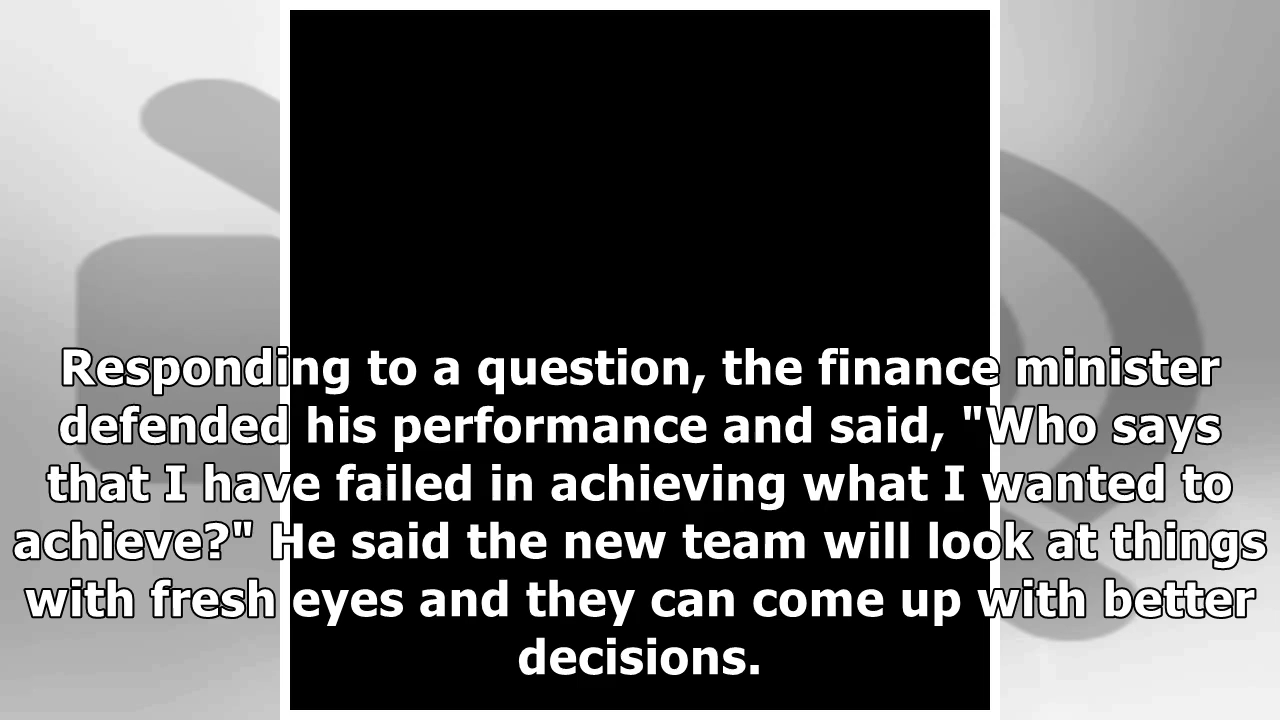 Responding to a question, the finance minister
defended his performance and said, "Who says
that I have failed in achieving what I wanted to
achieve?" He said the new team will look at things
with fresh eyes and they can come up with better
decisions.